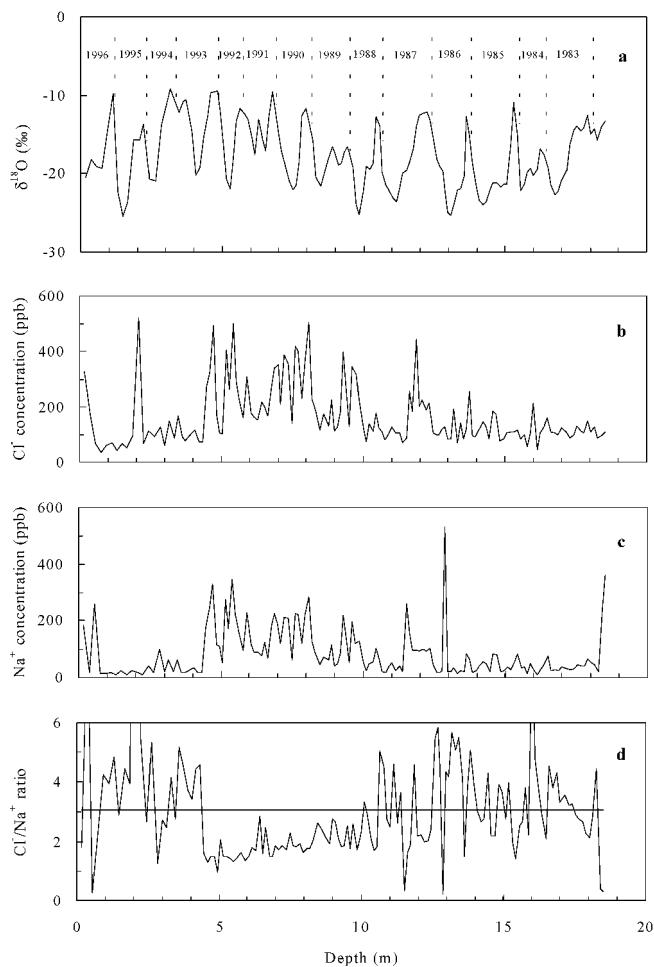 0
a
1996 1995 1994 1993 1992 1991 1990 1989 1988 1987 1986 1985 1984 1983
-10
δ¹⁸O (‰)
-20
-30
600
b
Cl⁻ concentration (ppb)
400
200
0
600
c
Na⁺ concentration (ppb)
400
200
0
6
d
Cl⁻/Na⁺ ratio
4
2
0
0 5 10 15 20
Depth (m)